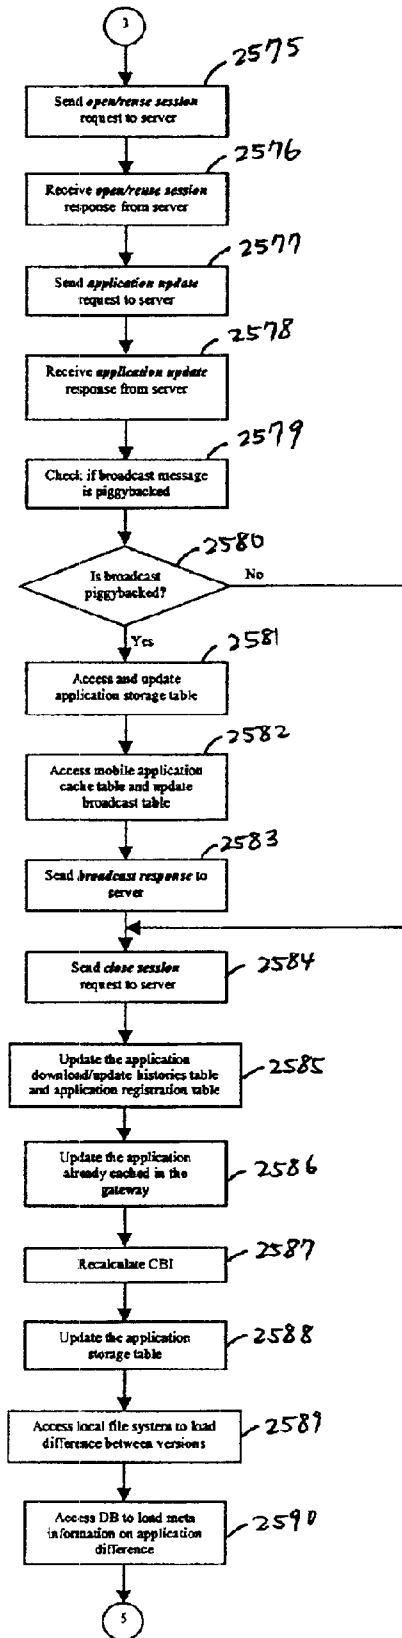 3
2575
Send open/reuse session
request to server
2576
Receive open/reuse session
response from server
2577
Send application update
request to server
2578
Receive application update
response from server
2579
Check if broadcast message
is piggybacked
2580
Is broadcast
piggybacked?
No
Yes
2581
Access and update
application storage table
2582
Access mobile application
cache table and update
broadcast table
2583
Send broadcast response to
server
2584
Send close session
request to server
Update the application
download/update histories table
and application registration table
2585
Update the application
already cached in the
gateway
2586
2587
Recalculate CBI
Update the application
storage table
2588
Access local file system to load
difference between versions
2589
Access DB to load meta
information on application
difference
2590
5